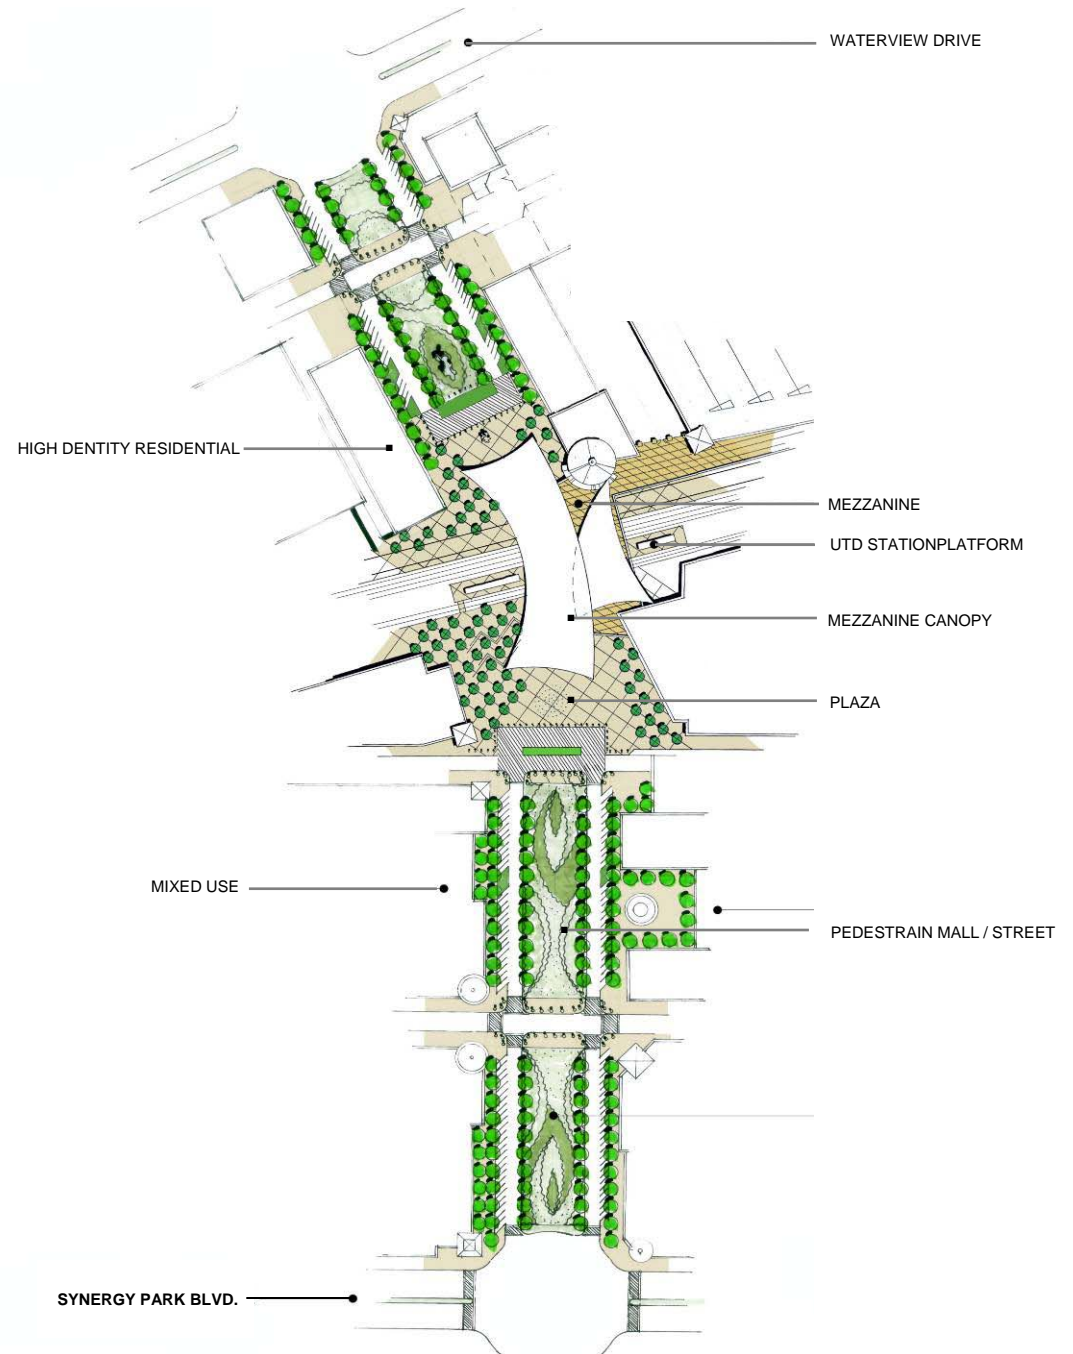 WATERVIEW DRIVE
HIGH DENTITY RESIDENTIAL
MEZZANINE
UTD STATIONPLATFORM
MEZZANINE CANOPY
PLAZA
MIXED USE
PEDESTRAIN MALL / STREET
SYNERGY PARK BLVD.